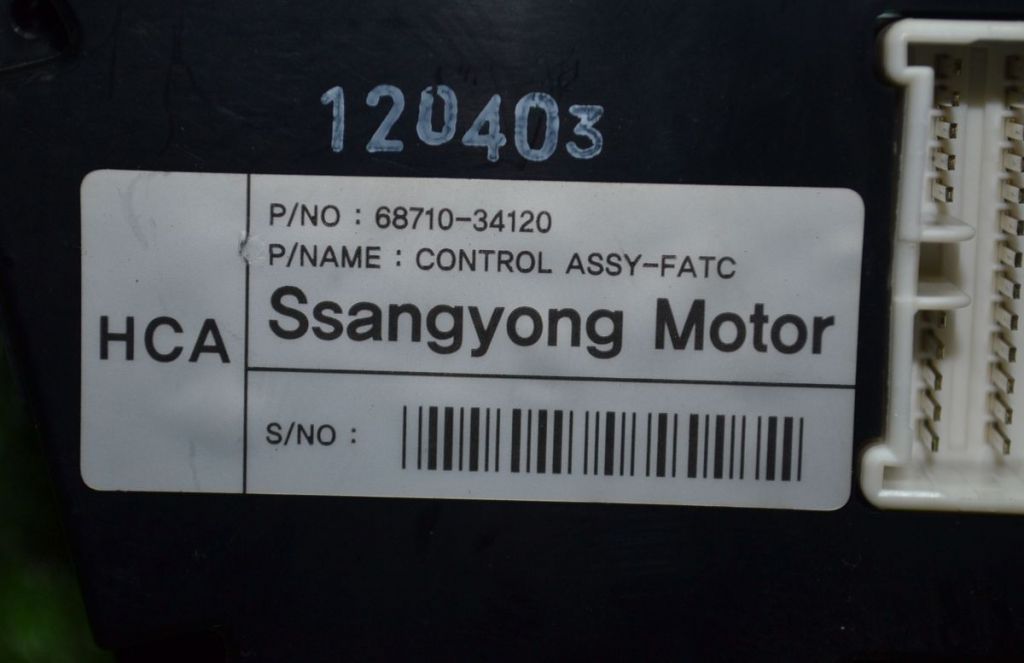 120403
P/NO : 68710-34120
P/NAME : CONTROL ASSY-FATC
Ssangyong Motor
HCA
S/NO :